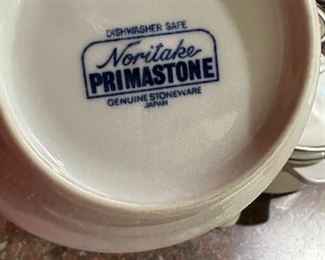 DISHWASHER SAFE
Noritake
PRIMASTONE
GENUINE STONEWARE
JAPAN